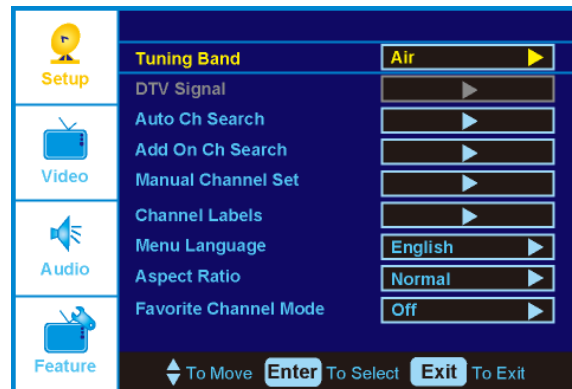 Setup
Video
Audio
Feature
Tuning Band Air
DTV Signal
Auto Ch Search
Add On Ch Search
Manual Channel Set
Channel Labels
Menu Language English
Aspect Ratio Normal
Favorite Channel Mode Off
To Move Enter To Select Exit To Exit